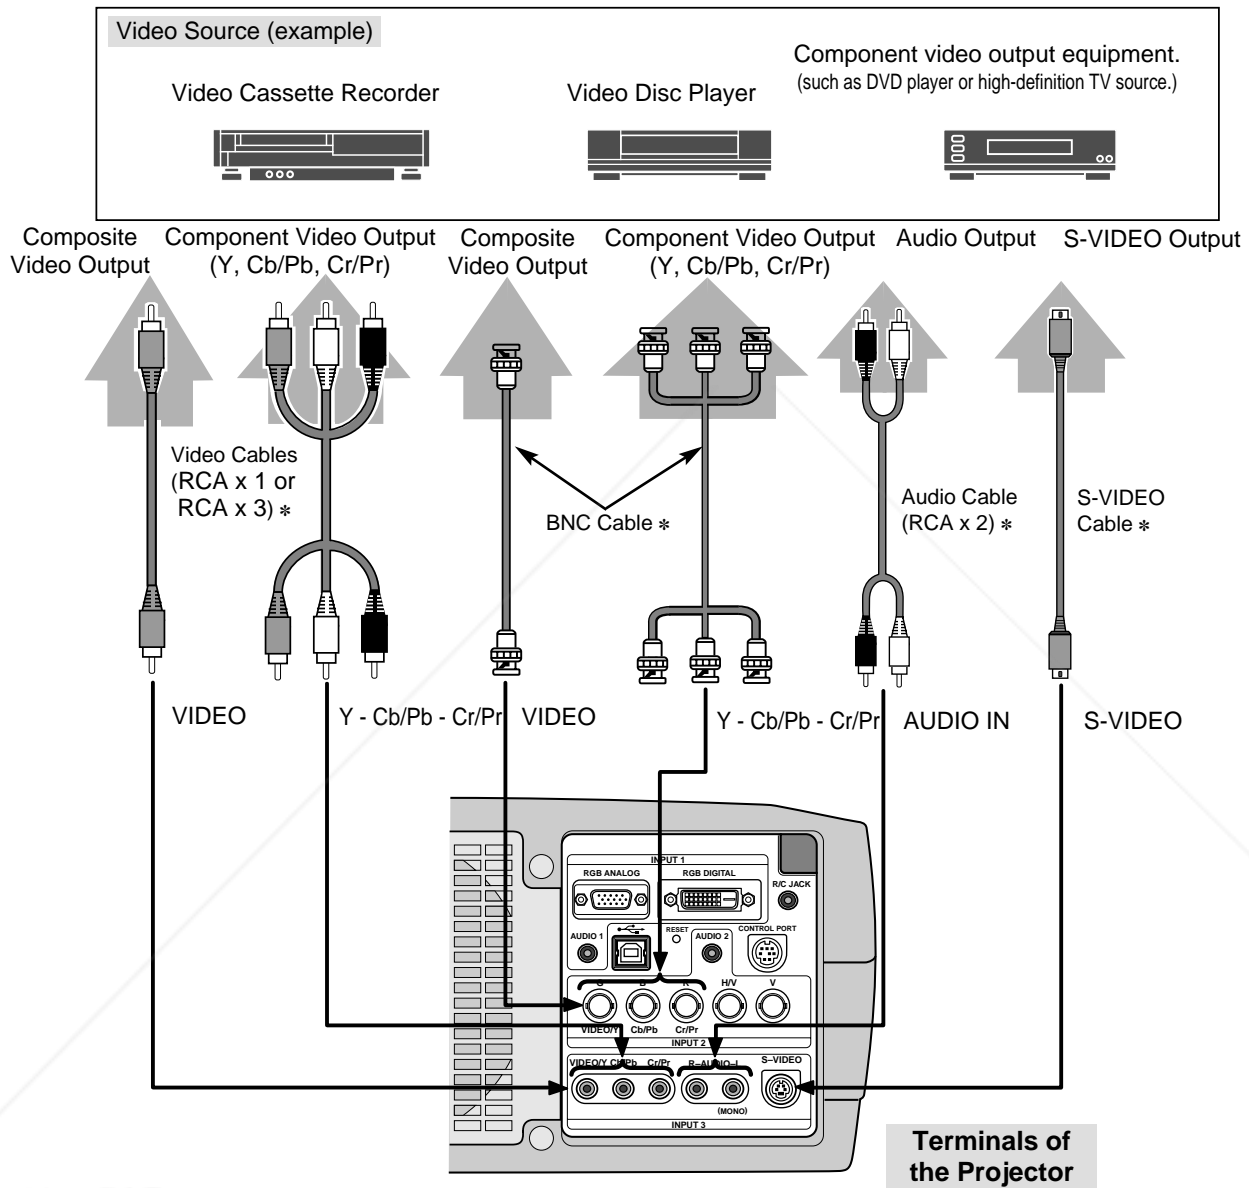 Video Source (example)
Component video output equipment.
(such as DVD player or high-definition TV source.)
Video Cassette Recorder
Video Disc Player
Composite
Video Output
Component Video Output
(Y, Cb/Pb, Cr/Pr)
Composite
Video Output
Component Video Output
(Y, Cb/Pb, Cr/Pr)
Audio Output
S-VIDEO Output
Video Cables
(RCA x 1 or
RCA x 3) *
BNC Cable *
Audio Cable
(RCA x 2) *
S-VIDEO
Cable *
VIDEO
Y - Cb/Pb - Cr/Pr
VIDEO
Y - Cb/Pb - Cr/Pr
AUDIO IN
S-VIDEO
INPUT 1
RGB ANALOG
RGB DIGITAL
R/C JACK
AUDIO 1
RESET
AUDIO 2
CONTROL PORT
G
B
R
H/V
V
VIDEO/Y
Cb/Pb
Cr/Pr
INPUT 2
VIDEO/Y
Cb/Pb
Cr/Pr
R–AUDIO–L
S–VIDEO
(MONO)
INPUT 3
Terminals of
the Projector